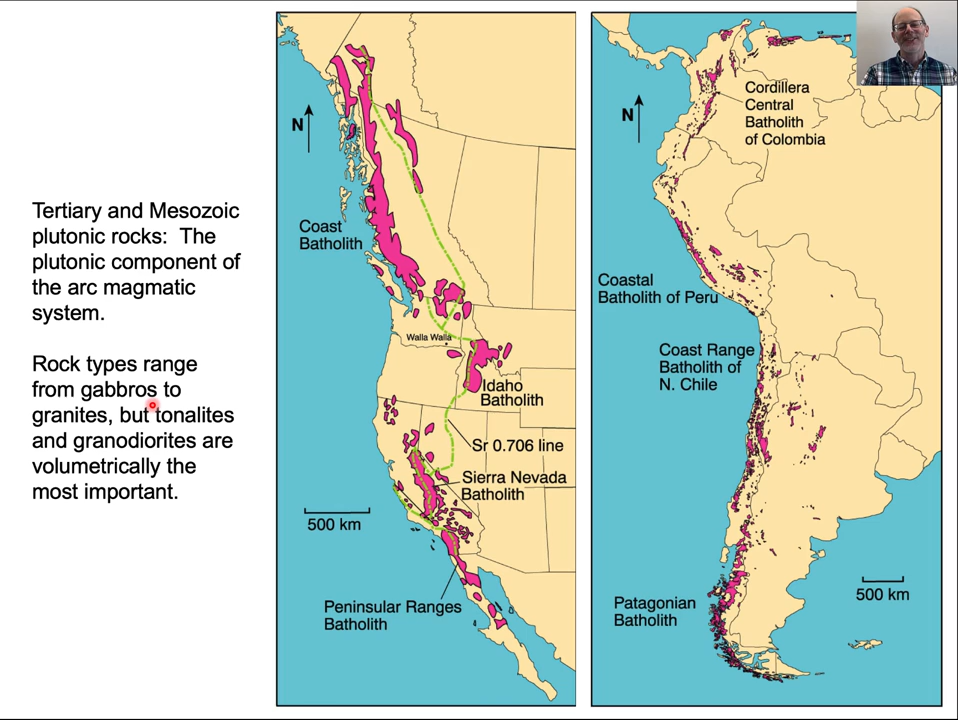 Tertiary and Mesozoic
plutonic rocks:  The
plutonic component of
the arc magmatic
system.
Rock types range
from gabbros to
granites, but tonalites
and granodiorites are
volumetrically the
most important.
N
Coast
Batholith
Walla Walla
Idaho
Batholith
Sr 0.706 line
Sierra Nevada
Batholith
500 km
Peninsular Ranges
Batholith
N
Cordillera
Central
Batholith
of Colombia
Coastal
Batholith of Peru
Coast Range
Batholith of
N. Chile
500 km
Patagonian
Batholith